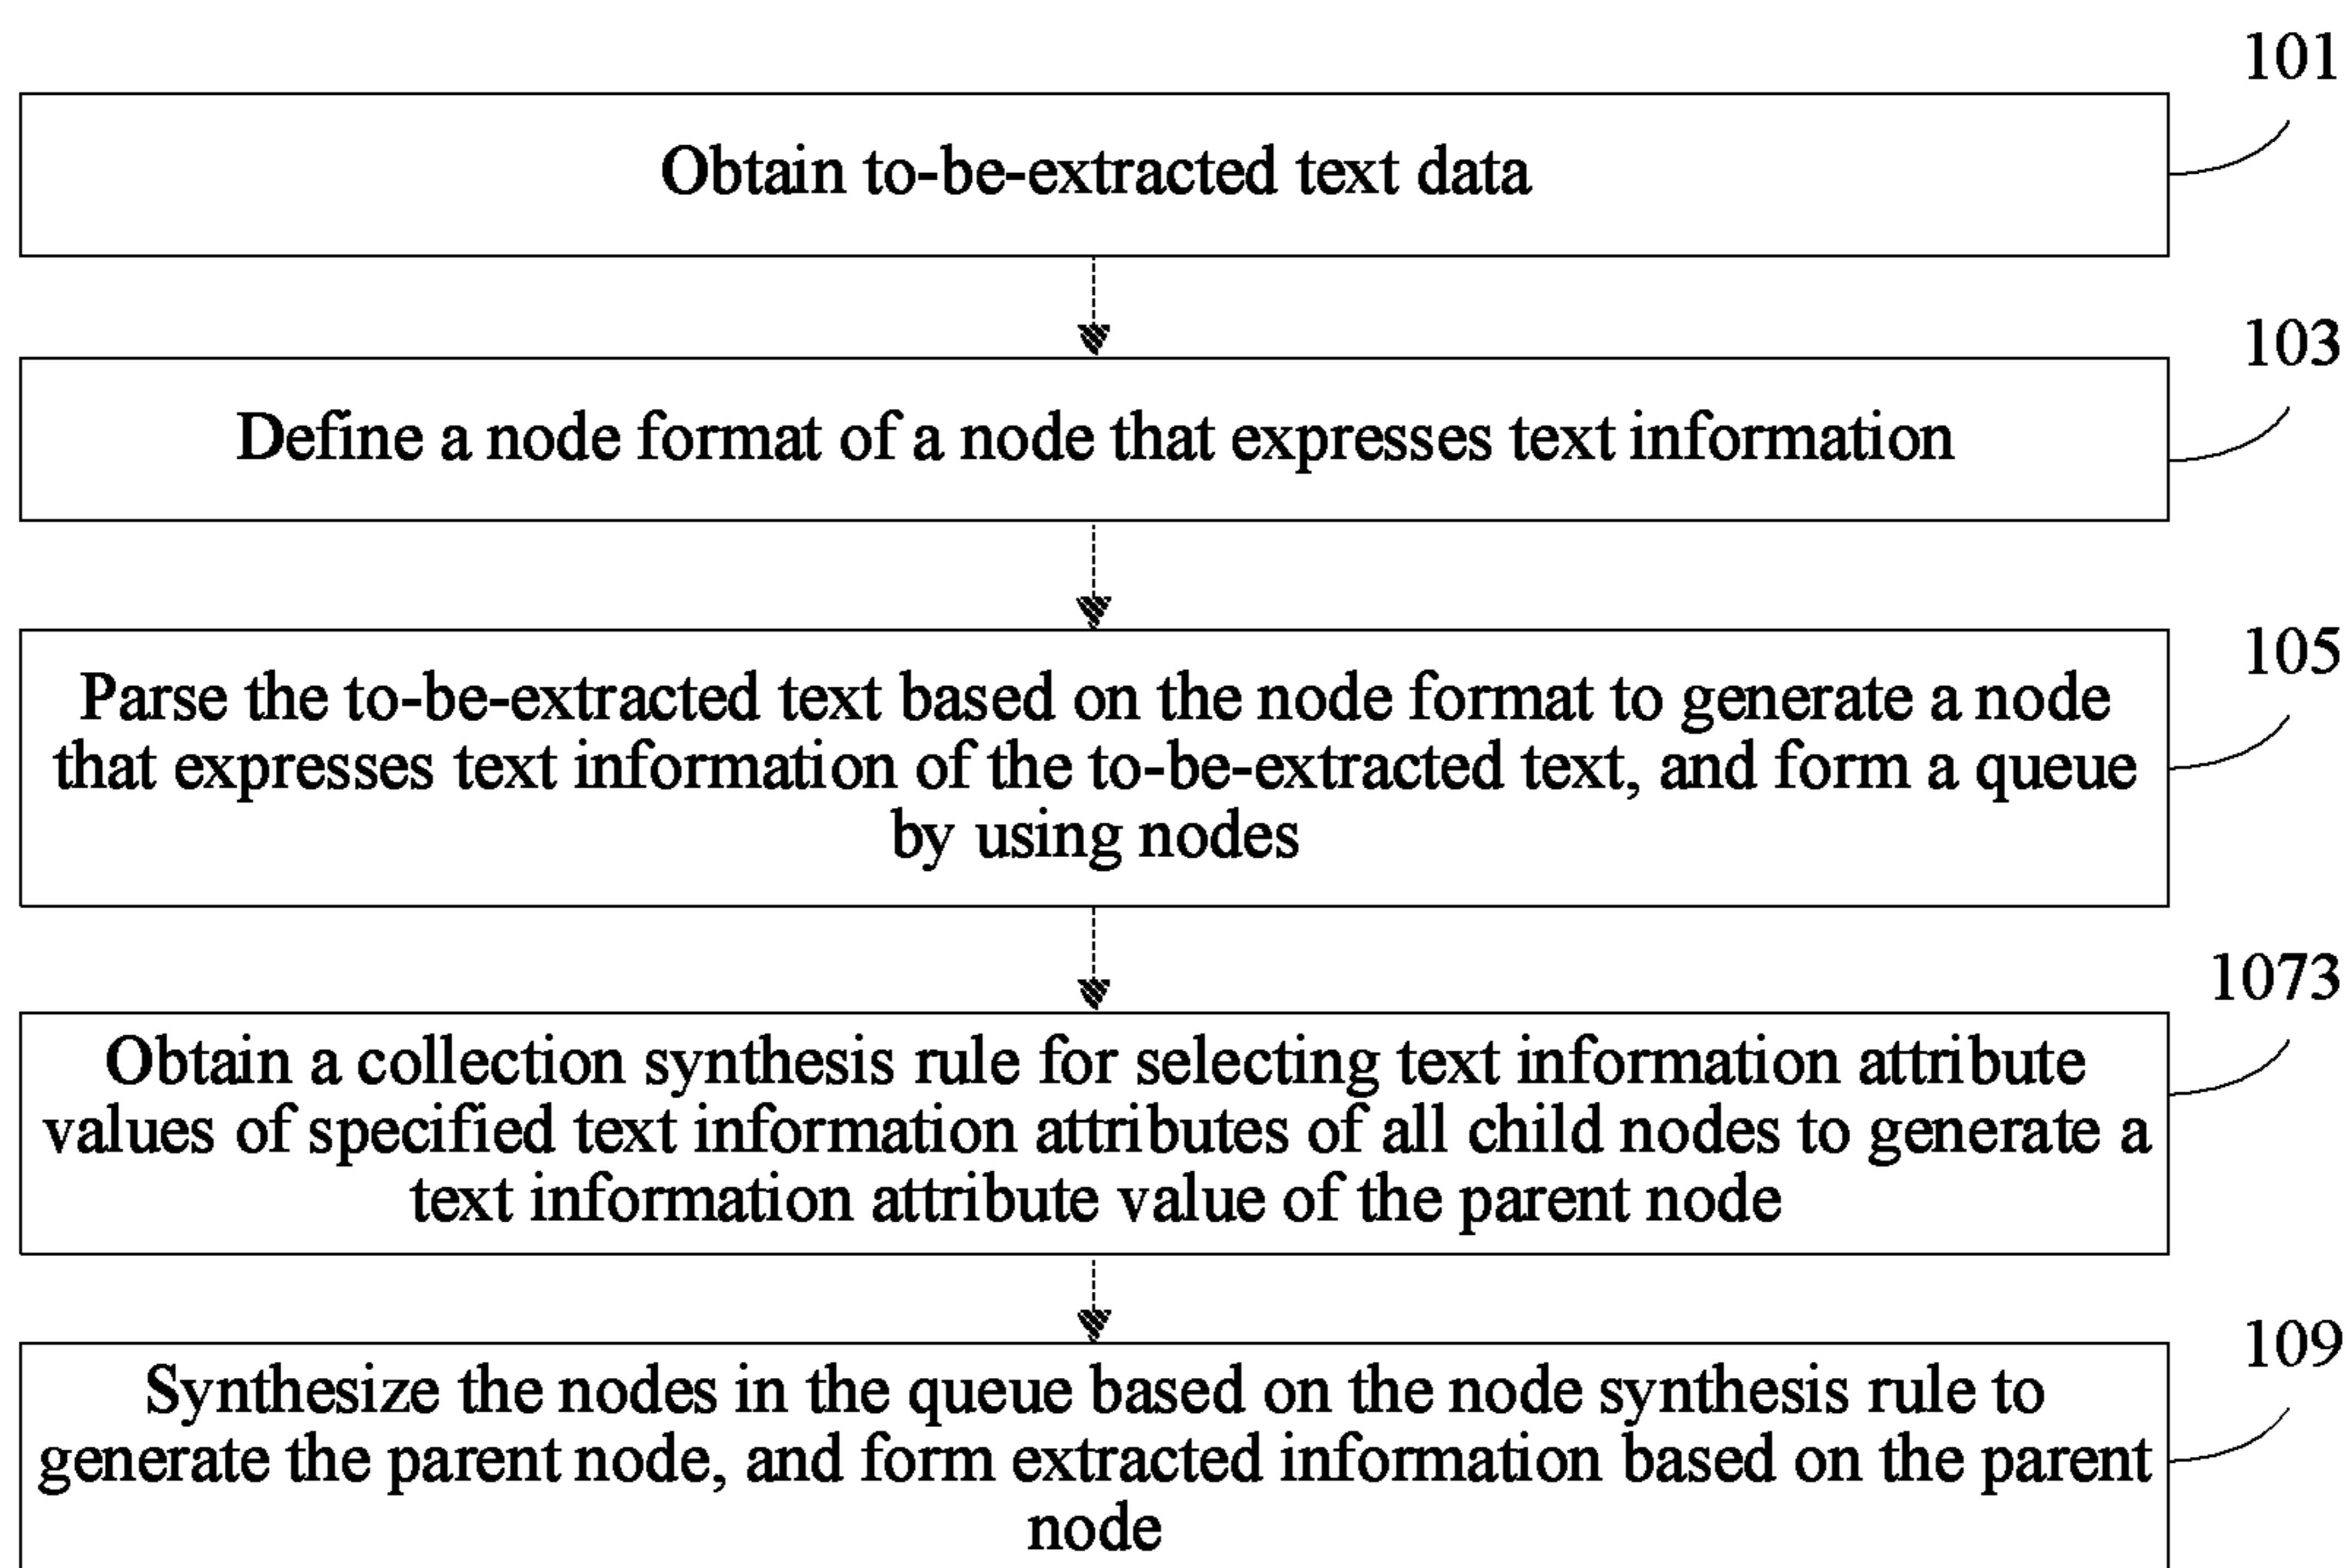 101
Obtain to-be-extracted text data
103
Define a node format of a node that expresses text information
105
Parse the to-be-extracted text based on the node format to generate a node
that expresses text information of the to-be-extracted text, and form a queue
by using nodes
1073
Obtain a collection synthesis rule for selecting text information attribute
values of specified text information attributes of all child nodes to generate a
text information attribute value of the parent node
109
Synthesize the nodes in the queue based on the node synthesis rule to
generate the parent node, and form extracted information based on the parent
node